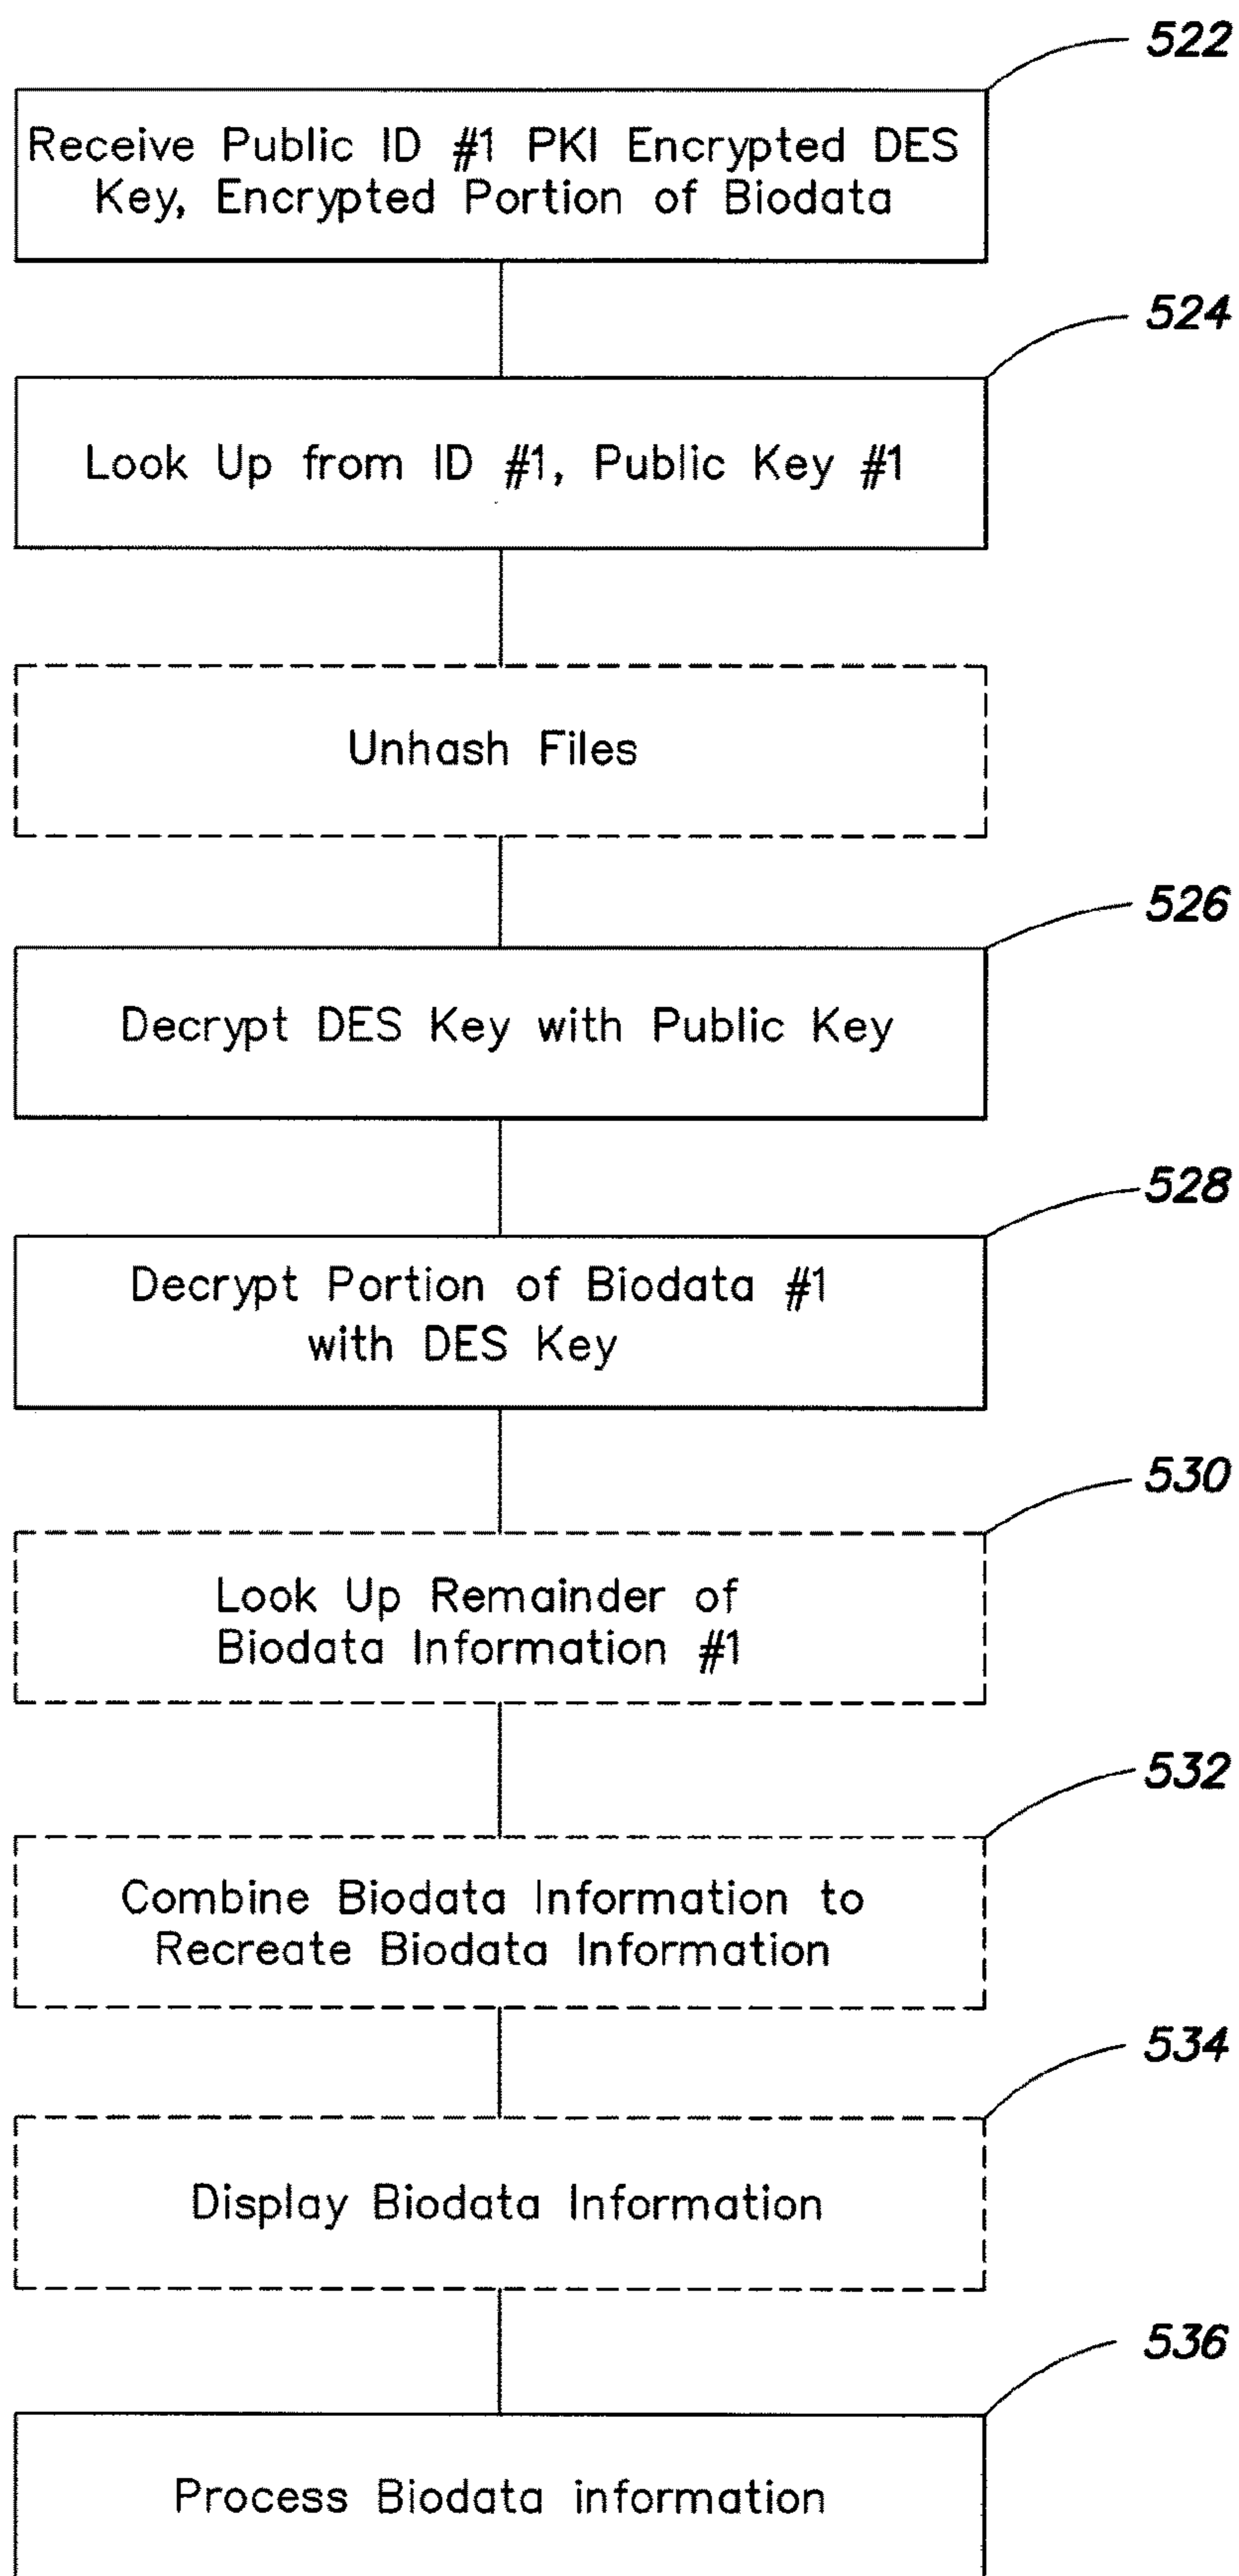 522
Receive Public ID #1 PKI Encrypted DES
Key, Encrypted Portion of Biodata
524
Look Up from ID #1, Public Key #1
Unhash Files
526
Decrypt DES Key with Public Key
528
Decrypt Portion of Biodata #1
with DES Key
530
Look Up Remainder of
Biodata Information #1
532
Combine Biodata Information to
Recreate Biodata Information
534
Display Biodata Information
536
Process Biodata information